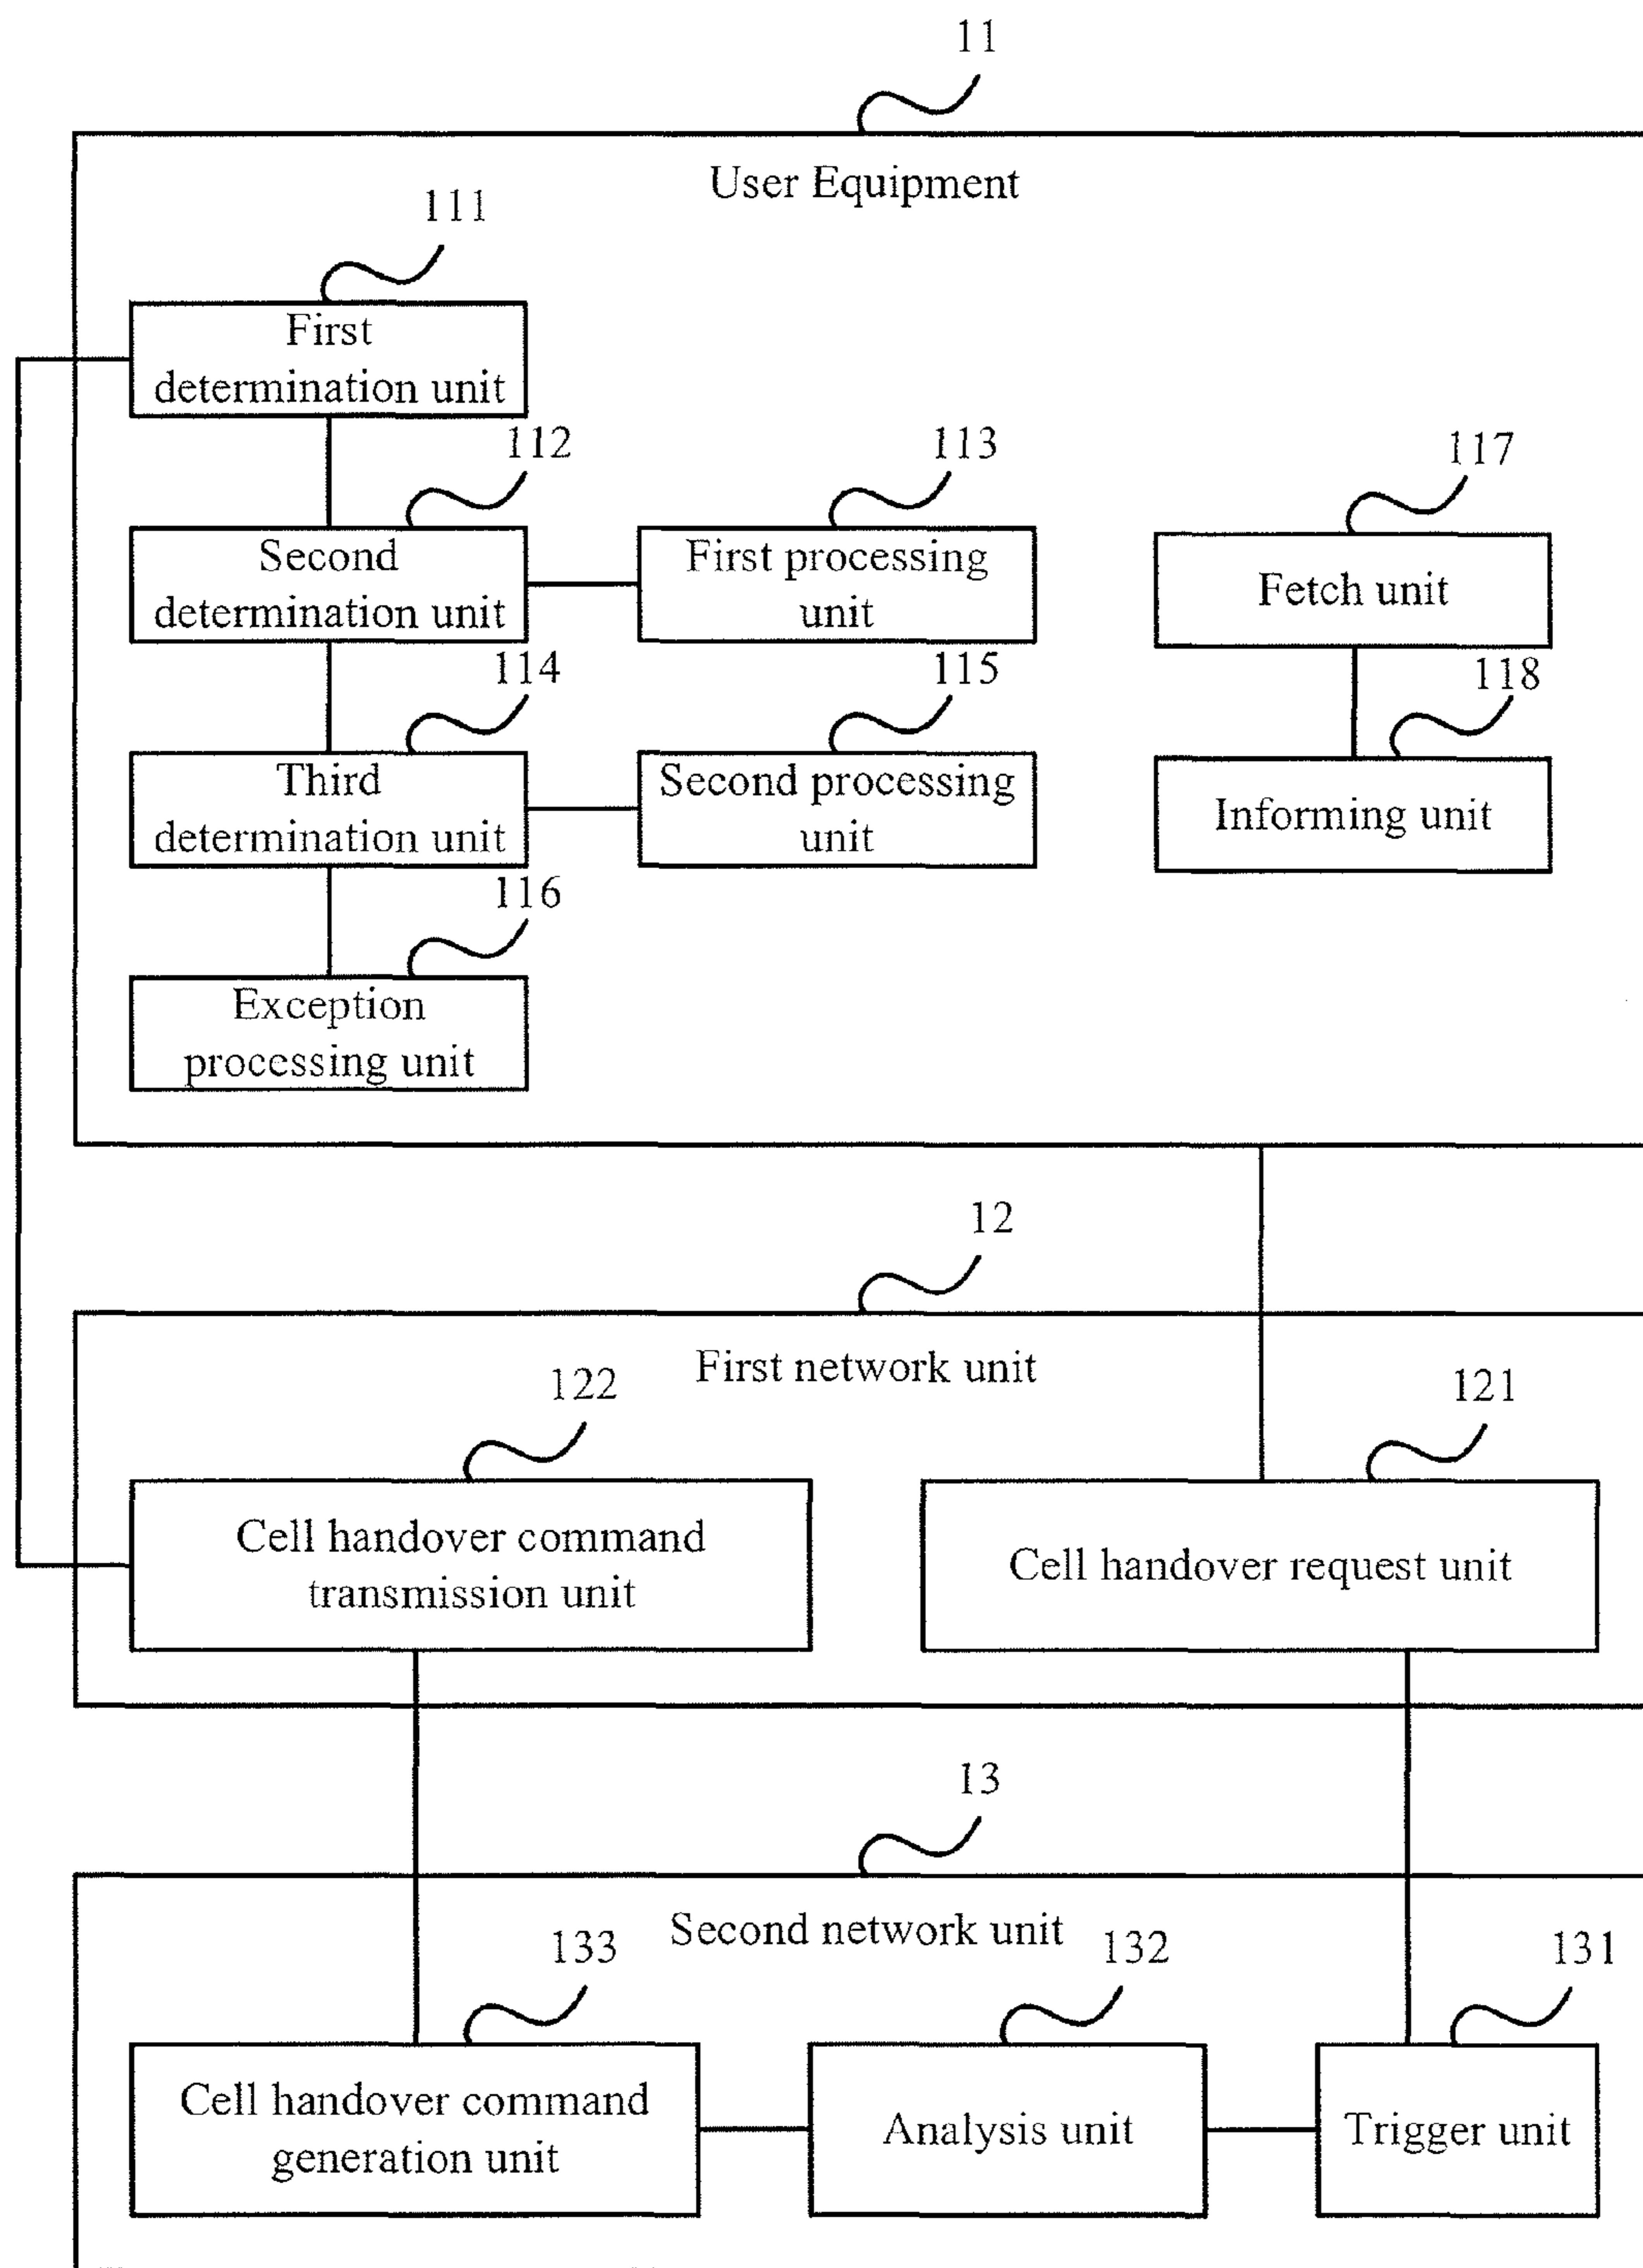 11
User Equipment
111
First
determination unit
112
113
117
Second
determination unit
First processing
unit
Fetch unit
114
115
118
Third
determination unit
Second processing
unit
Informing unit
116
Exception
processing unit
12
First network unit
122
121
Cell handover command
transmission unit
Cell handover request unit
13
Second network unit
133
132
131
Cell handover command
generation unit
Analysis unit
Trigger unit